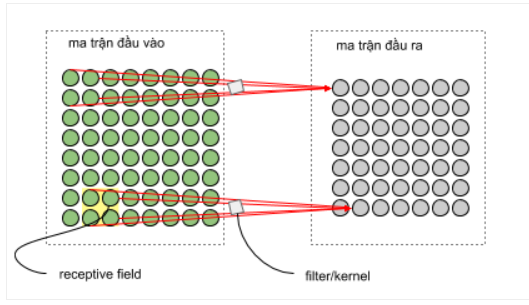 ma trận đầu vào
ma trận đầu ra
receptive field
filter/kernel